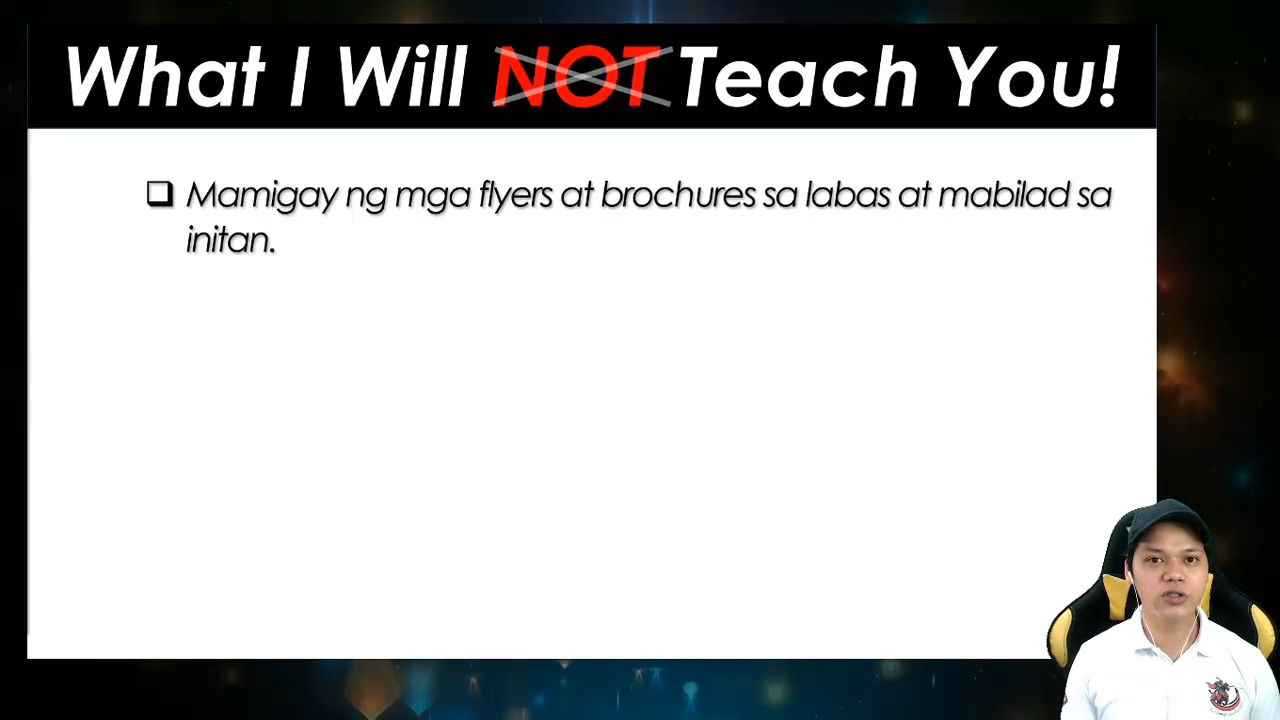 What I Will NOT Teach You!
Mamigay ng mga flyers at brochures sa labas at mabilad sa
initan.